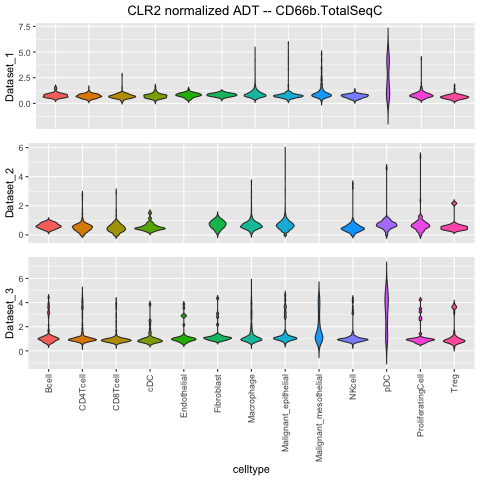 CLR2 normalized ADT -- CD66b.TotalSeqC
Dataset_1
7.5
5.0
2.5
0.0
Dataset_2
6
4
2
0
Dataset_3
6
4
2
0
Bcell
CD4Tcell
CD8Tcell
cDC
Endothelial
Fibroblast
Macrophage
Malignant_epithelial
Malignant_mesothelial
NKcell
pDC
ProliferatingCell
Treg
celltype